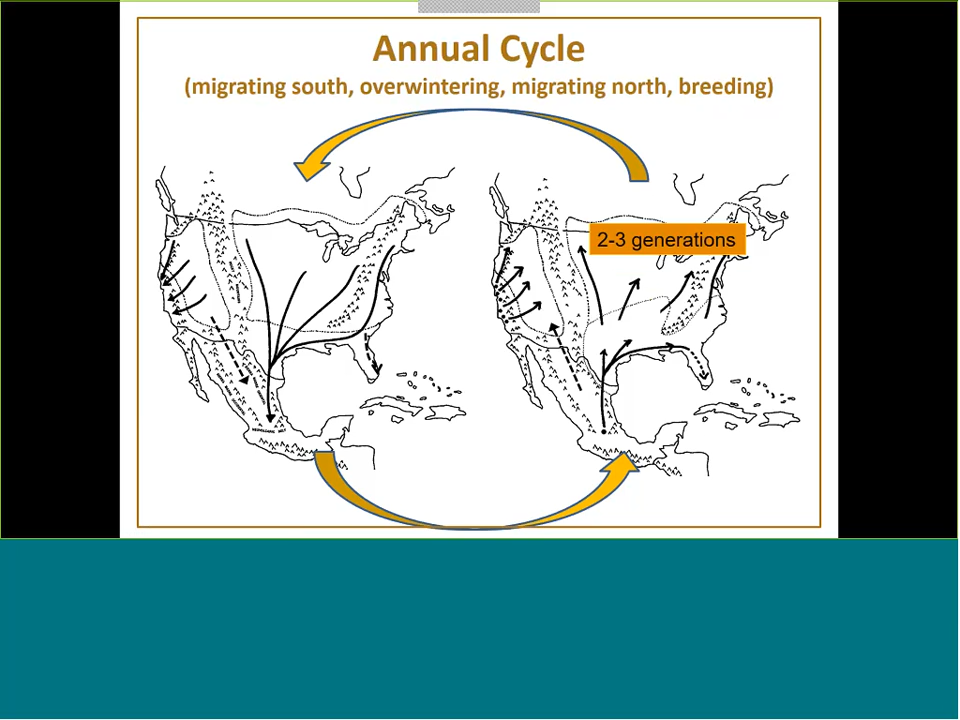 Annual Cycle
(migrating south, overwintering, migrating north, breeding)
2-3 generations